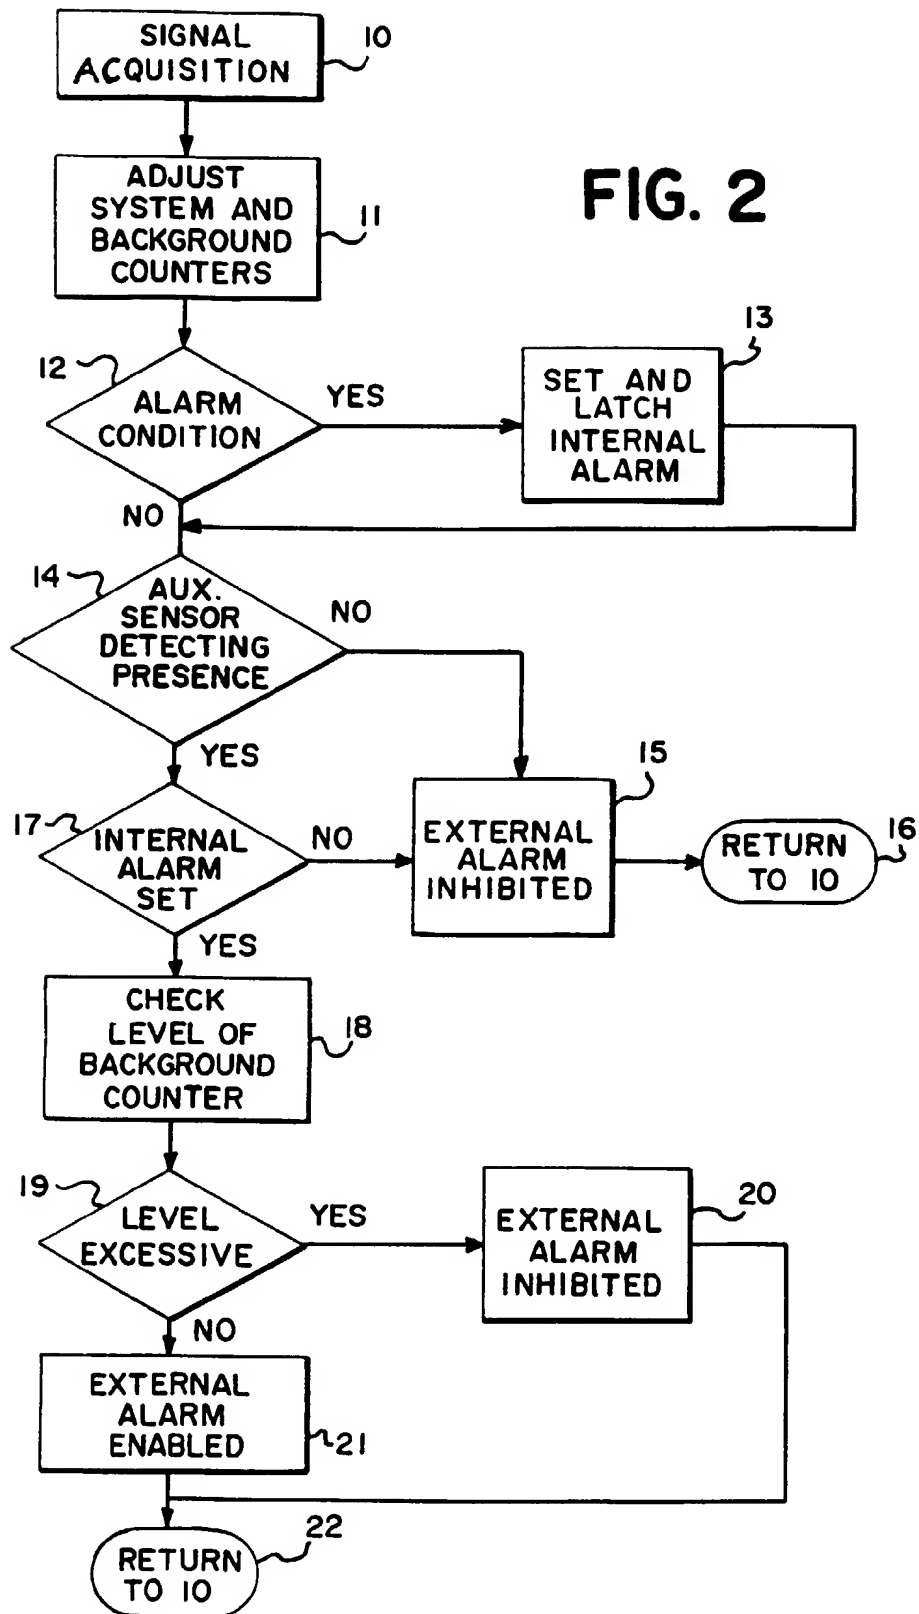 SIGNAL
ACQUISITION
10
ADJUST
SYSTEM AND
BACKGROUND
COUNTERS
11
FIG. 2
12
ALARM
CONDITION
YES
NO
13
SET AND
LATCH
INTERNAL
ALARM
14
AUX.
SENSOR
DETECTING
PRESENCE
NO
YES
15
EXTERNAL
ALARM
INHIBITED
16
RETURN
TO 10
17
INTERNAL
ALARM
SET
NO
YES
CHECK
LEVEL OF
BACKGROUND
COUNTER
18
19
LEVEL
EXCESSIVE
YES
NO
20
EXTERNAL
ALARM
INHIBITED
EXTERNAL
ALARM
ENABLED
21
22
RETURN
TO 10